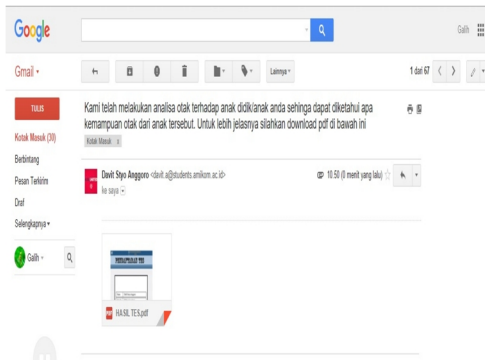 Google
Galih
Gmail
Lainnya
1 dari 67
TULIS
Kami telah melakukan analisa otak terhadap anak didik/anak anda sehinga dapat diketahui apa
kemampuan otak dari anak tersebut. Untuk lebih jelasnya silahkan download pdf di bawah ini
Kotak Masuk x
Kotak Masuk (30)
Berbintang
Pesan Terkirim
Draf
Selengkapnya
Galih
Davit Styo Anggoro <davit.a@students.amikom.ac.id>
10.50 (0 menit yang lalu)
ke saya
PDF HASIL TES.pdf